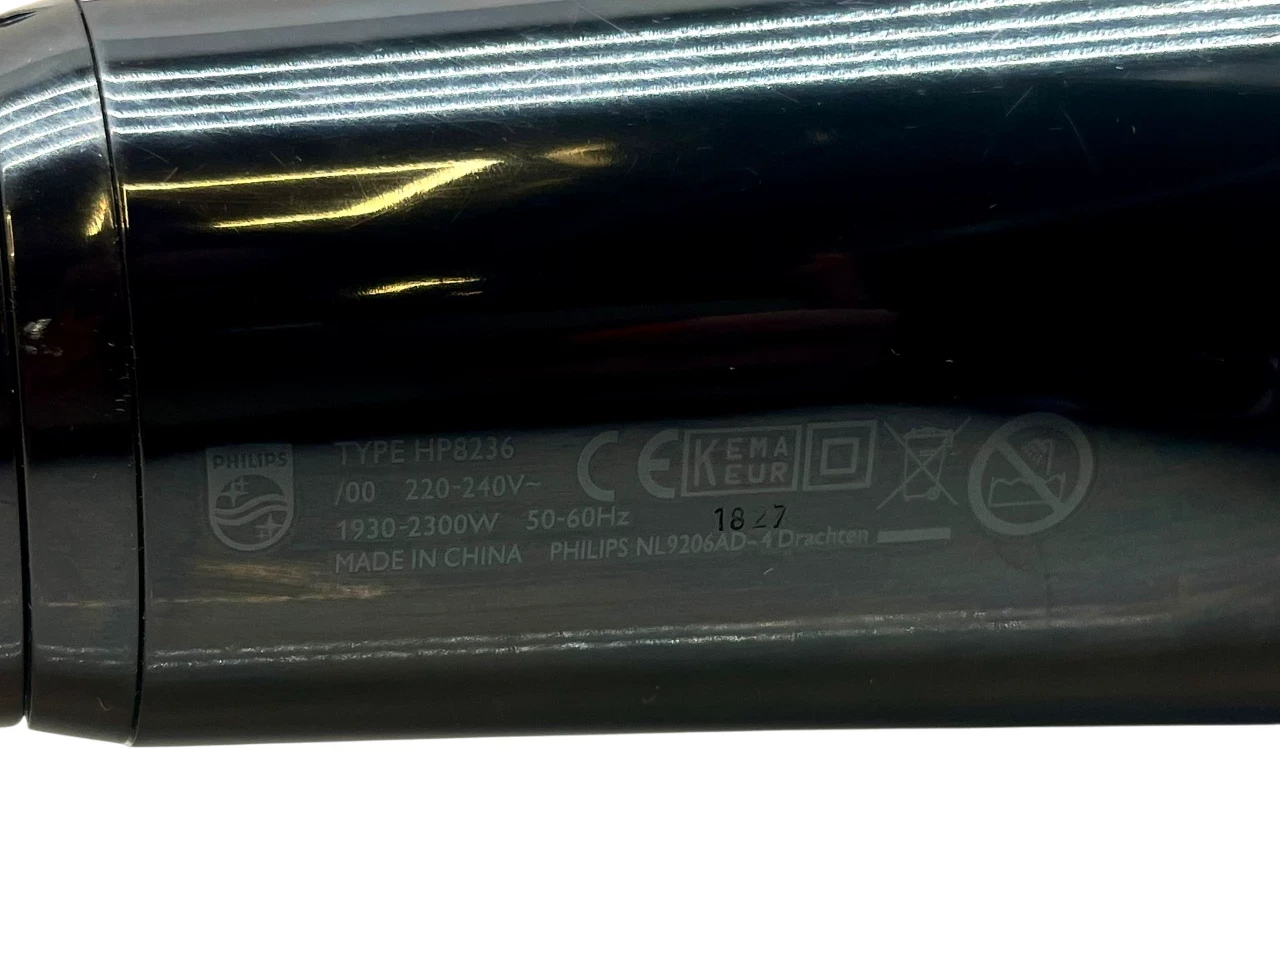 PHILIPS
TYPE HP8236
/00 220-240V~
1930-2300W 50-60Hz
MADE IN CHINA PHILIPS NL9206AD-4 Drachten
CE
KEMA
EUR
1827